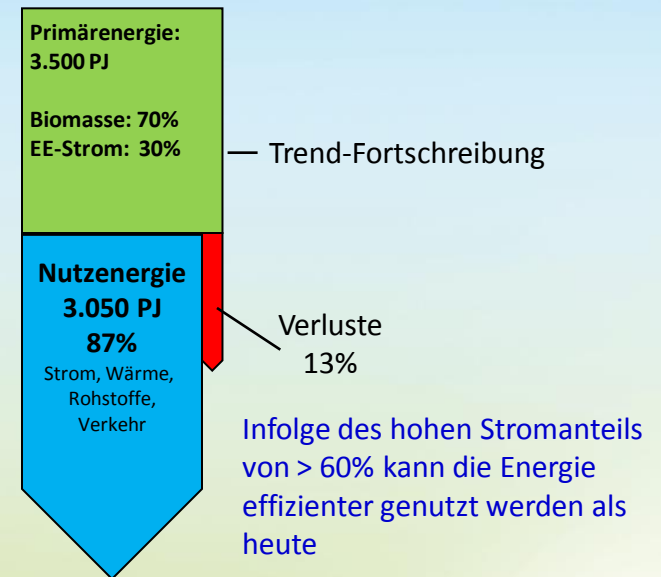 Primärenergie:
3.500 PJ
Biomasse: 70%
EE-Strom: 30%
Trend-Fortschreibung
Nutzenergie
3.050 PJ
87%
Strom, Wärme,
Rohstoffe,
Verkehr
Verluste
13%
Infolge des hohen Stromanteils
von > 60% kann die Energie
effizienter genutzt werden als
heute